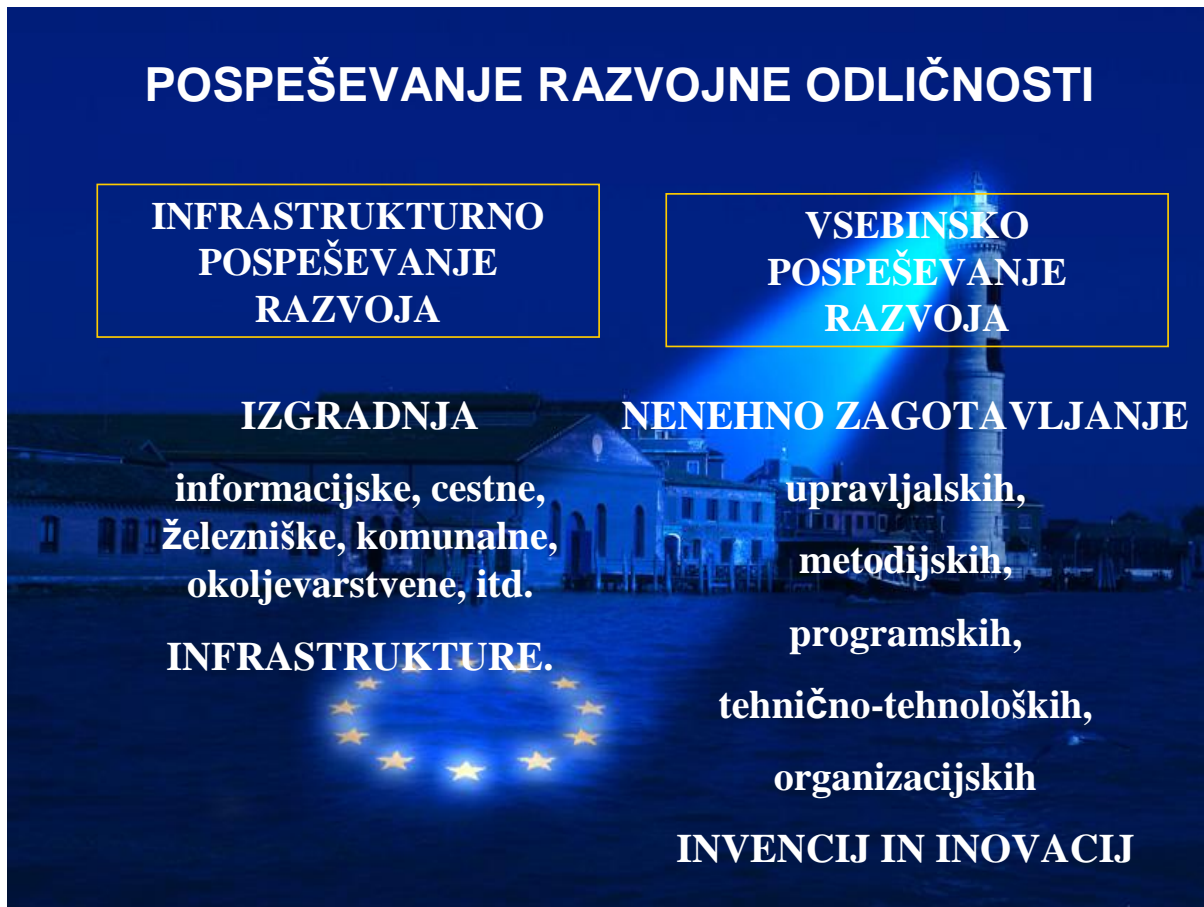 POSPEŠEVANJE RAZVOJNE ODLIČNOSTI
INFRASTRUKTURNO
POSPEŠEVANJE
RAZVOJA
IZGRADNJA
informacijske, cestne,
železniške, komunalne,
okoljevarstvene, itd.
INFRASTRUKTURE.
VSEBINSKO
POSPEŠEVANJE
RAZVOJA
NENEHNO ZAGOTAVLJANJE
upravljalskih,
metodijskih,
programskih,
tehnično-tehnoloških,
organizacijskih
INVENCIJ IN INOVACIJ